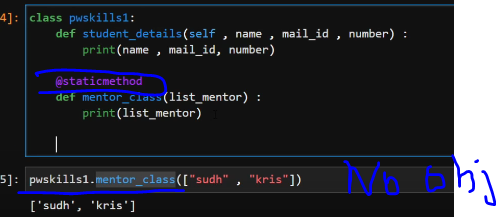 4]: class pwskills1:
def student_details(self , name , mail_id , number) :
print(name , mail_id, number)
@staticmethod
def mentor_class(list_mentor) :
print(list_mentor)
5]: pwskills1.mentor_class(["sudh" , "kris"])
No obj
['sudh', 'kris']